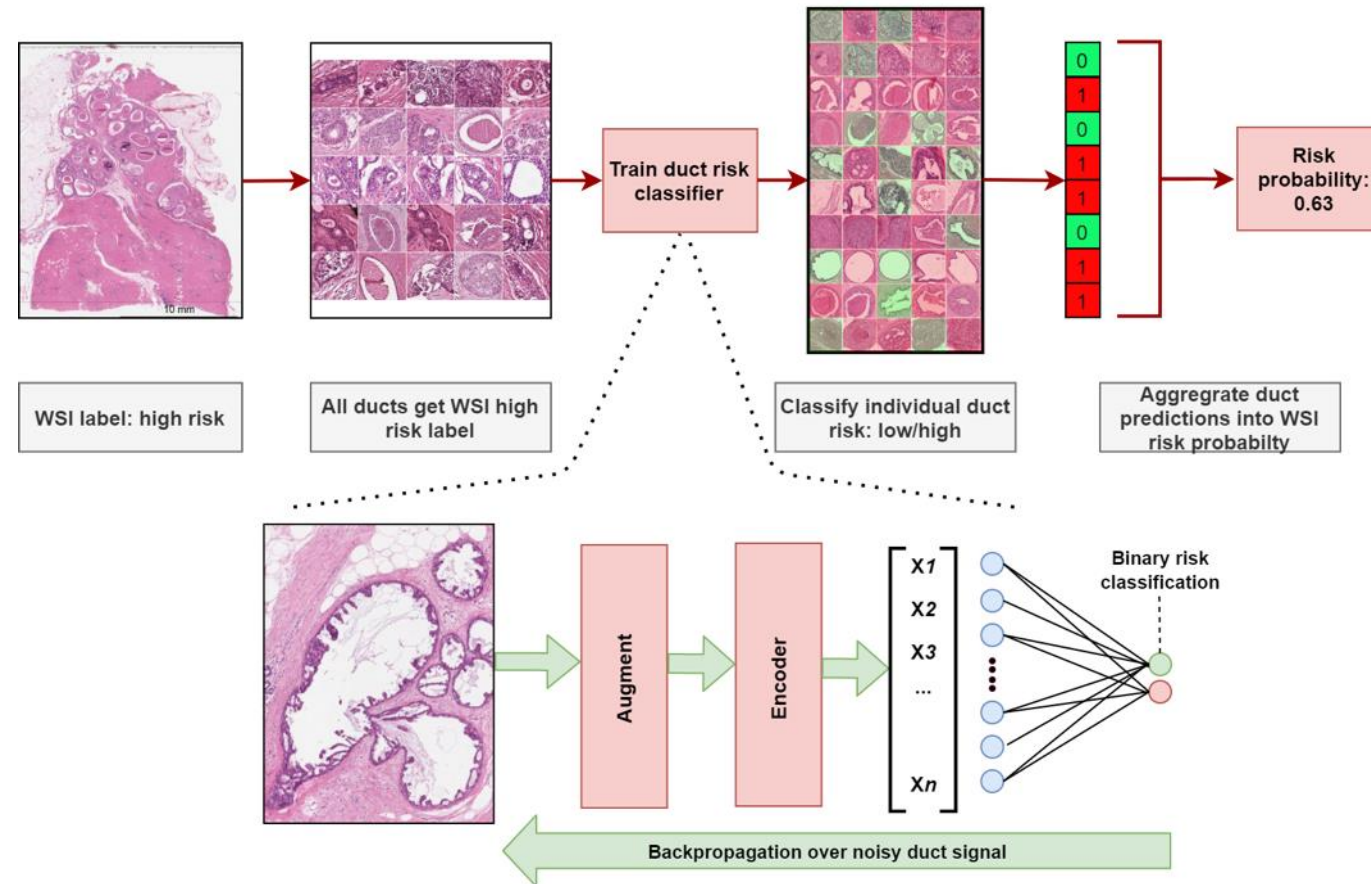 10 mm
Train duct risk
classifier
0
1
0
1
1
0
1
1
Risk
probability:
0.63
WSI label: high risk
All ducts get WSI high
risk label
Classify individual duct
risk: low/high
Aggregrate duct
predictions into WSI
risk probabilty
Augment
Encoder
X1
X2
X3
...
Xn
Binary risk
classification
Backpropagation over noisy duct signal